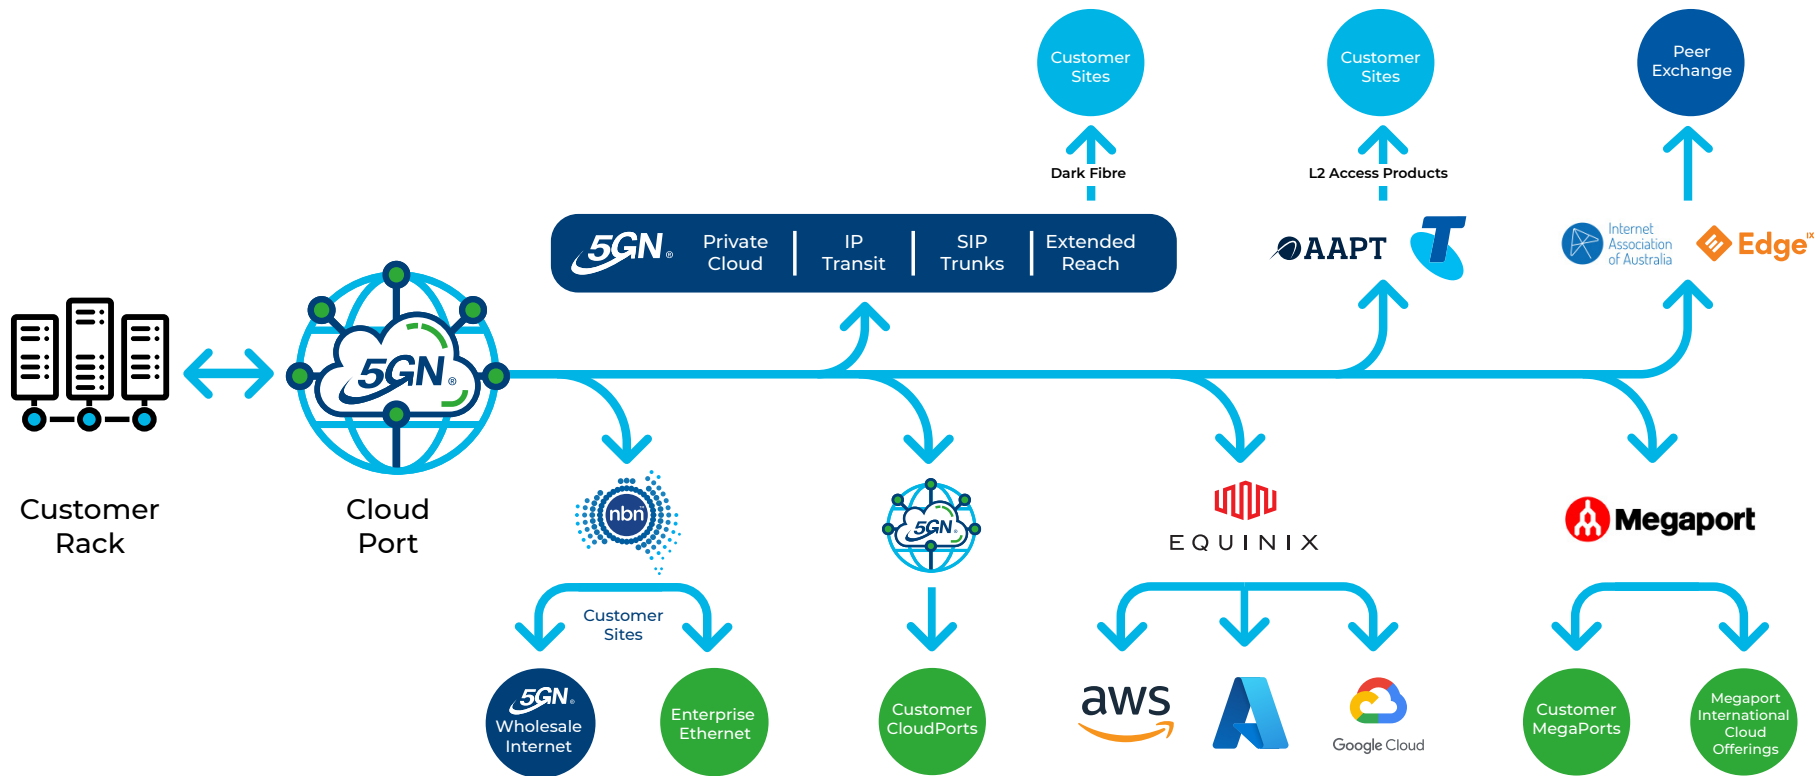 Customer
Sites
Customer
Sites
Peer
Exchange
Dark Fibre
L2 Access Products
5GN®
Private
Cloud
IP
Transit
SIP
Trunks
Extended
Reach
AAPT
T
Internet
Association
of Australia
Edge IX
5GN®
Customer
Rack
Cloud
Port
nbn™
5GN®
EQUINIX
Megaport
Customer
Sites
5GN®
Wholesale
Internet
Enterprise
Ethernet
Customer
CloudPorts
aws
Google Cloud
Customer
MegaPorts
Megaport
International
Cloud
Offerings